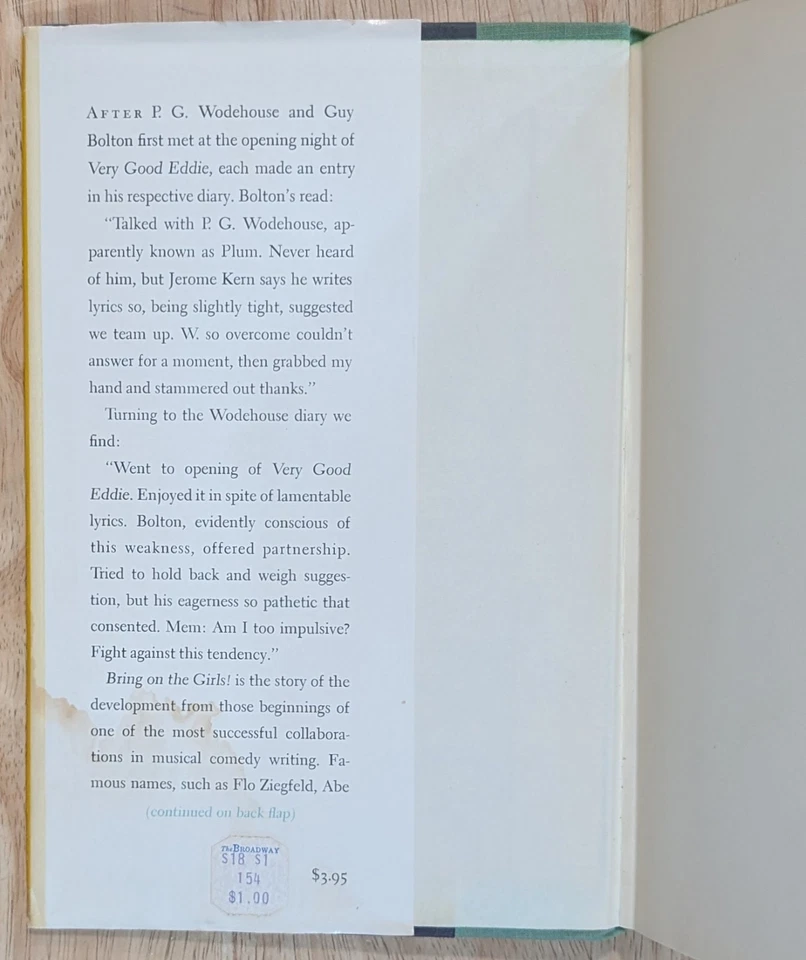 AFTER P. G. Wodehouse and Guy
Bolton first met at the opening night of
Very Good Eddie, each made an entry
in his respective diary. Bolton's read:
"Talked with P. G. Wodehouse, ap-
parently known as Plum. Never heard
of him, but Jerome Kern says he writes
lyrics so, being slightly tight, suggested
we team up. W. so overcome couldn't
answer for a moment, then grabbed my
hand and stammered out thanks."
Turning to the Wodehouse diary we
find:
"Went to opening of Very Good
Eddie. Enjoyed it in spite of lamentable
lyrics. Bolton, evidently conscious of
this weakness, offered partnership.
Tried to hold back and weigh sugges-
tion, but his eagerness so pathetic that
consented. Mem: Am I too impulsive?
Fight against this tendency."
Bring on the Girls! is the story of the
development from those beginnings of
one of the most successful collabora-
tions in musical comedy writing. Fa-
mous names, such as Flo Ziegfeld, Abe
(continued on back flap)
The BROADWAY
S18 S1
154
$1.00
$3.95